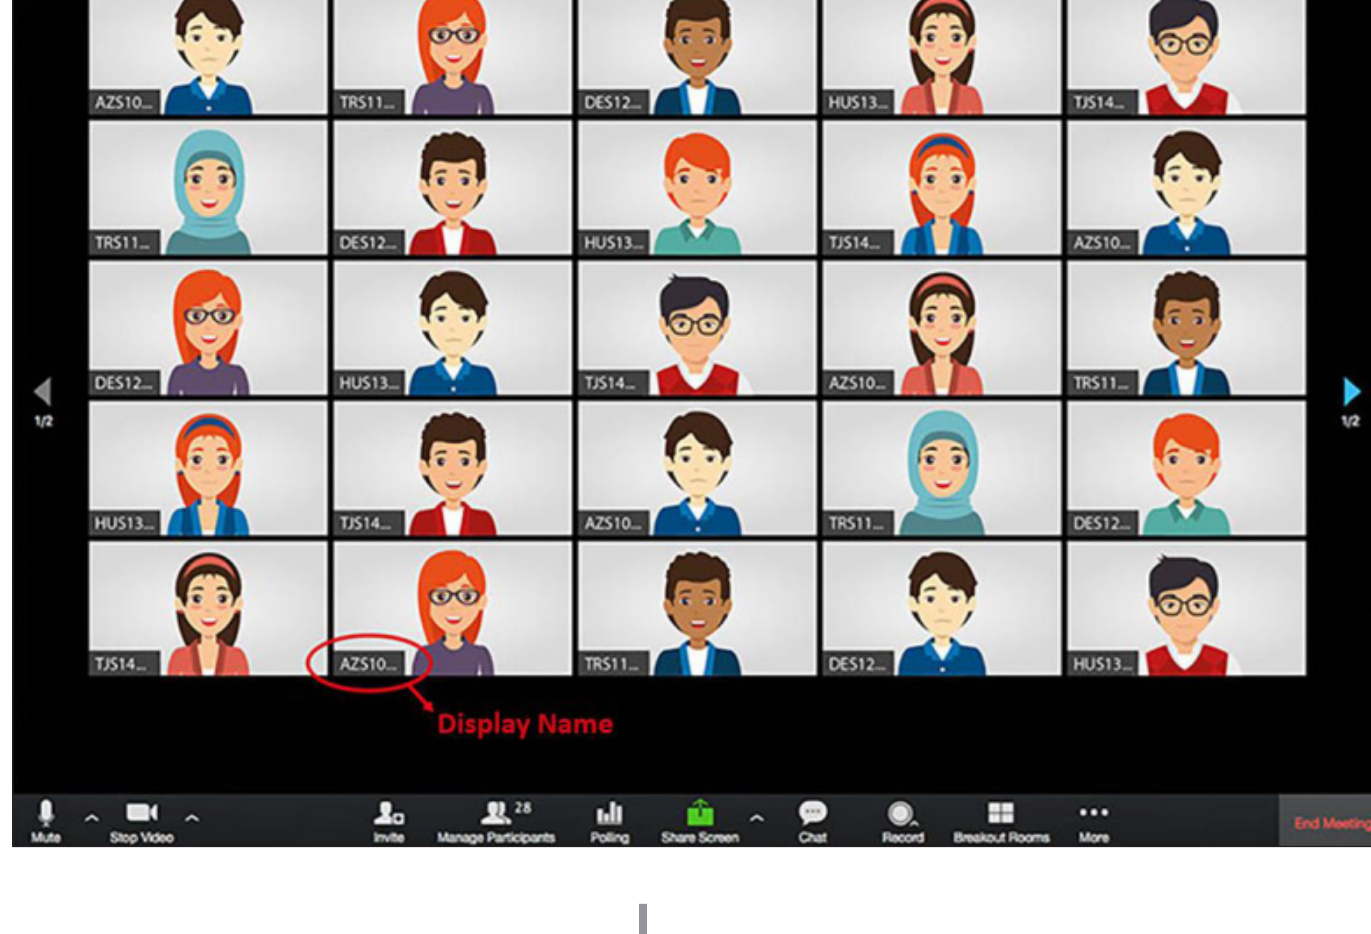 AZS10... TRS11... DES12... HUS13... TJS14...
TRS11... DES12... HUS13... TJS14... AZS10...
DES12... HUS13... TJS14... AZS10... TRS11...
1/2 1/2
HUS13... TJS14... AZS10... TRS11... DES12...
TJS14... AZS10... TRS11... DES12... HUS13...
Display Name
28
Mute Stop Video Invite Manage Participants Polling Share Screen Chat Record Breakout Rooms More End Meeting